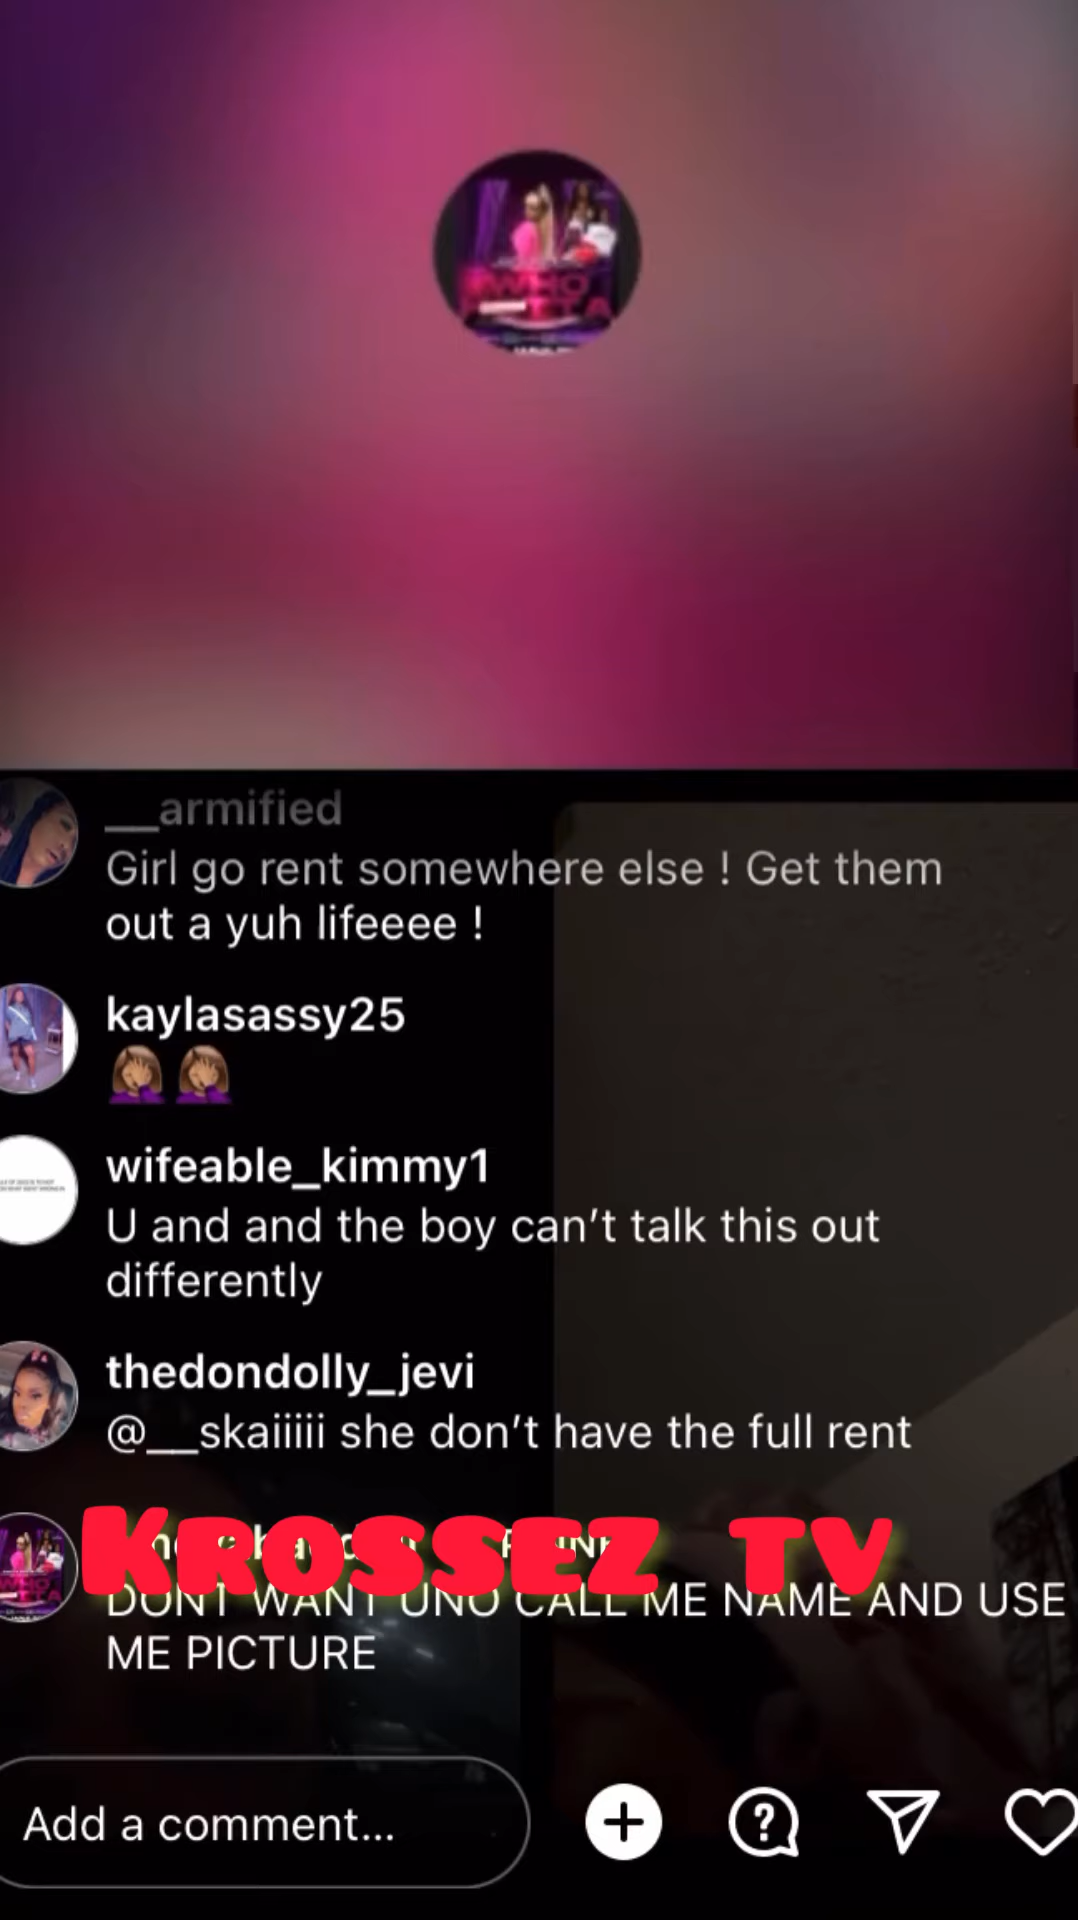 WHO
__armified
Girl go rent somewhere else ! Get them
out a yuh lifeeee !
kaylasassy25
🤦🏽‍♀️🤦🏽‍♀️
wifeable_kimmy1
U and and the boy can’t talk this out
differently
thedondolly_jevi
@__skaiiiii she don’t have the full rent
KROSSEZ TV
DONT WANT UNO CALL ME NAME AND USE
ME PICTURE
Add a comment...